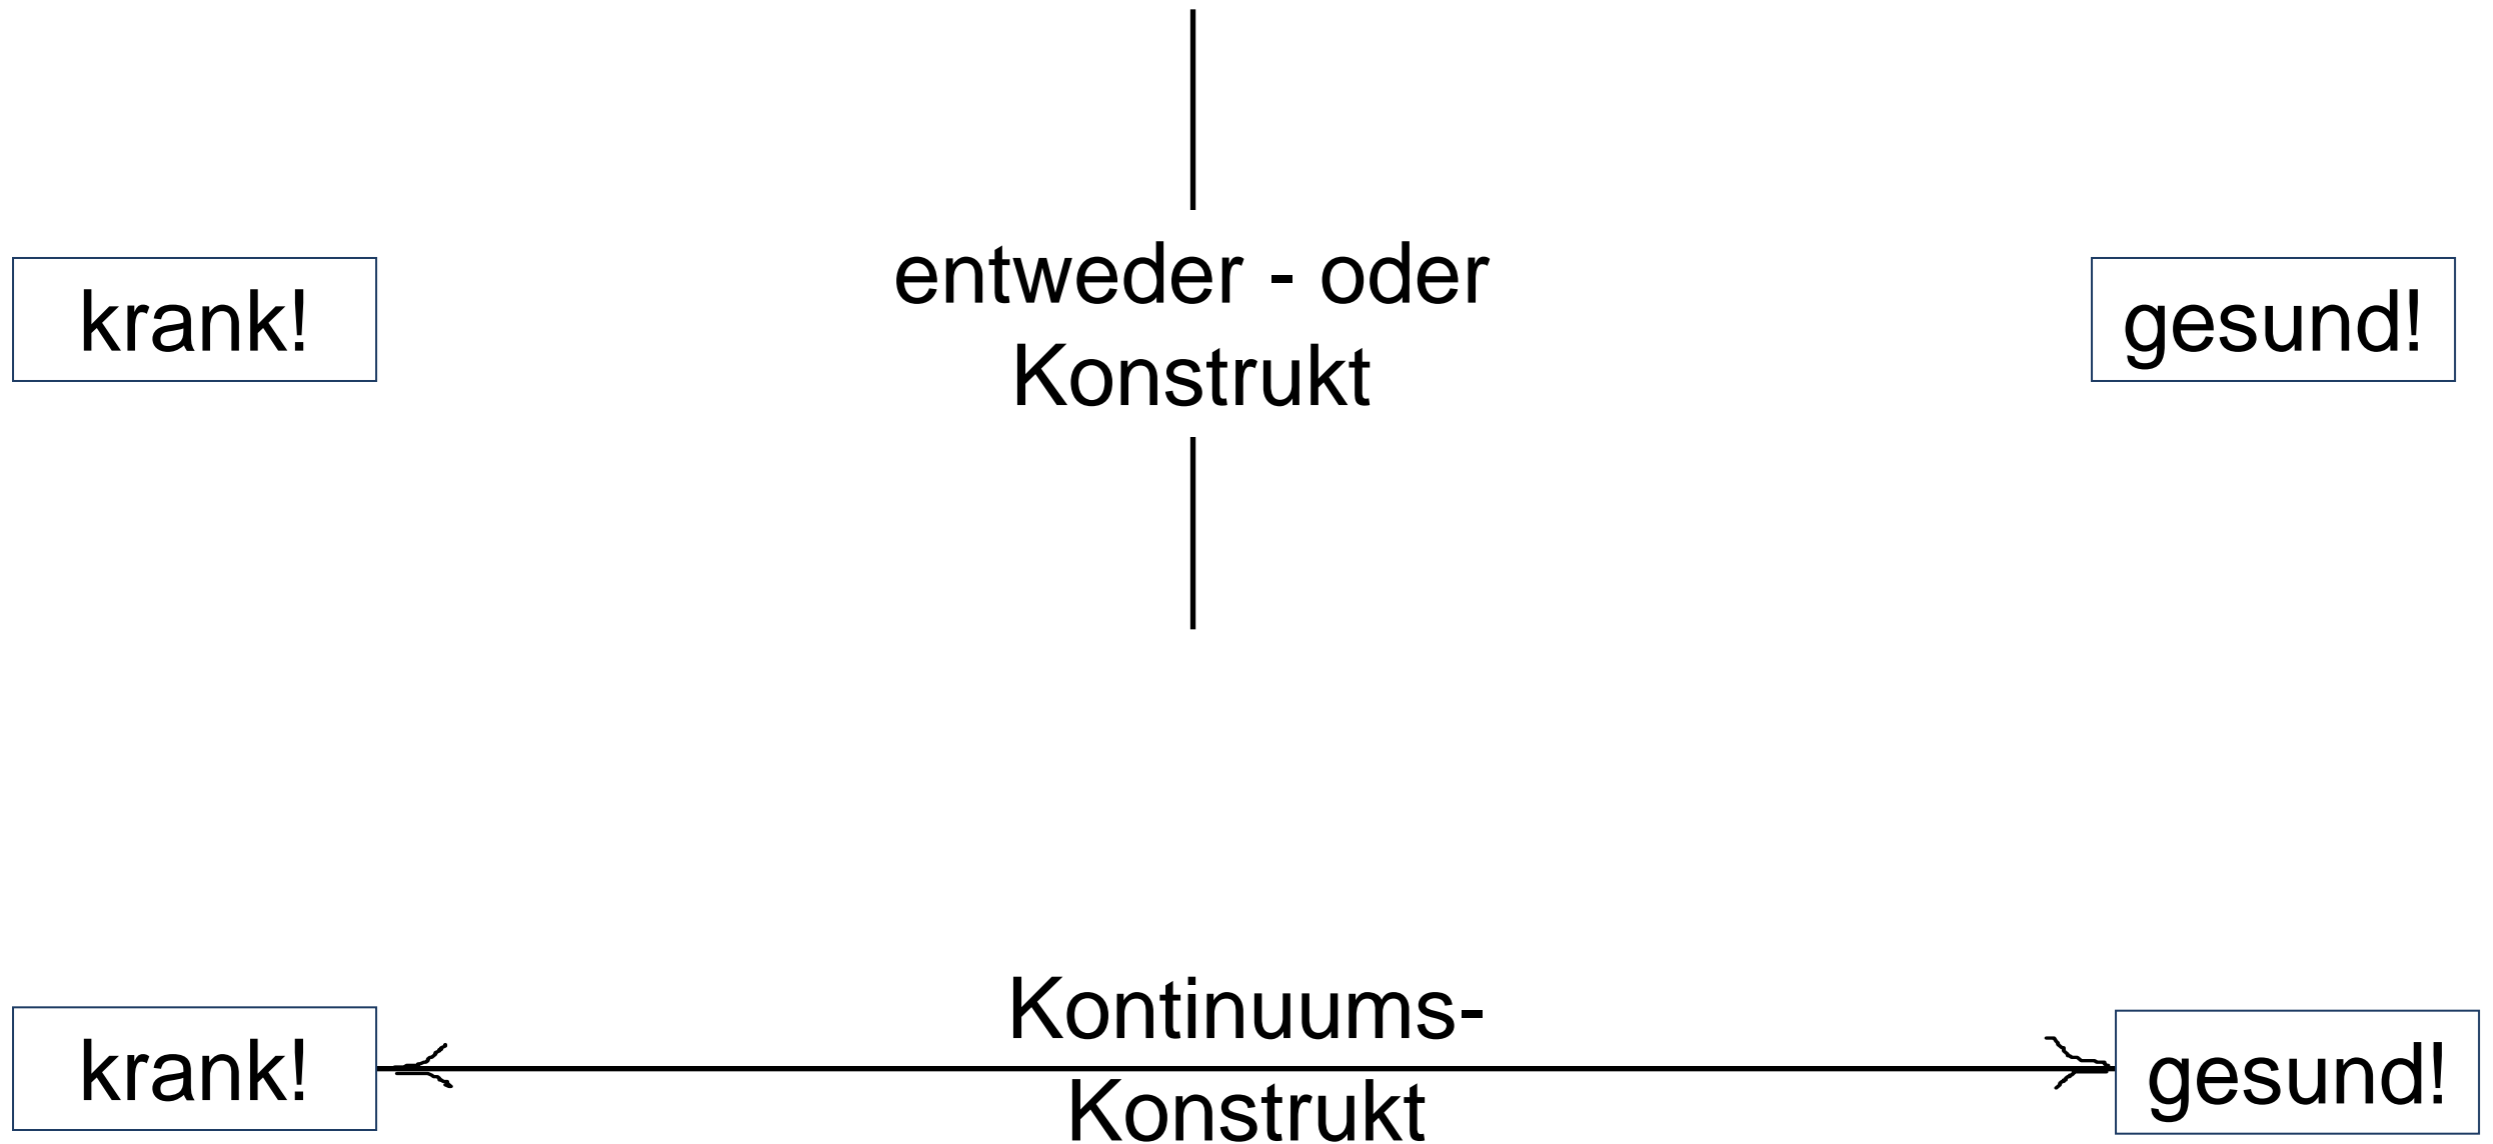 entweder - oder
Konstrukt
krank!
gesund!
Kontinuums-
Konstrukt
krank!
gesund!